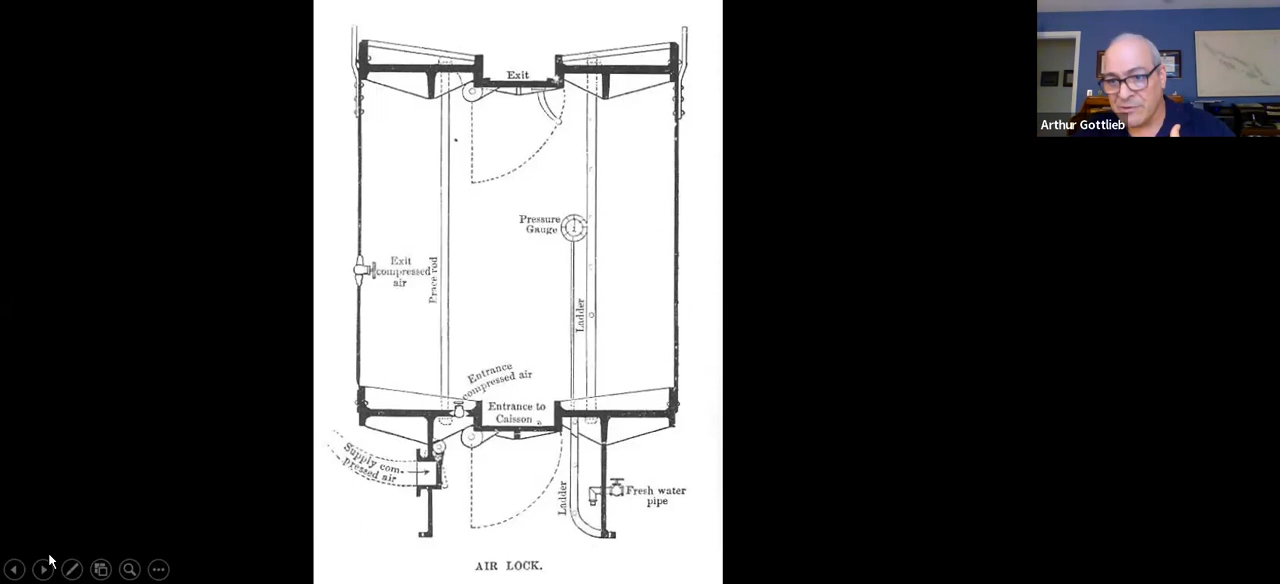 Exit
Arthur Gottlieb
Pressure
Gauge
Exit
compressed
air
Brace rod
Ladder
Entrance
compressed air
Entrance to
Caisson
Supply com-
pressed air
Ladder
Fresh water
pipe
AIR LOCK.